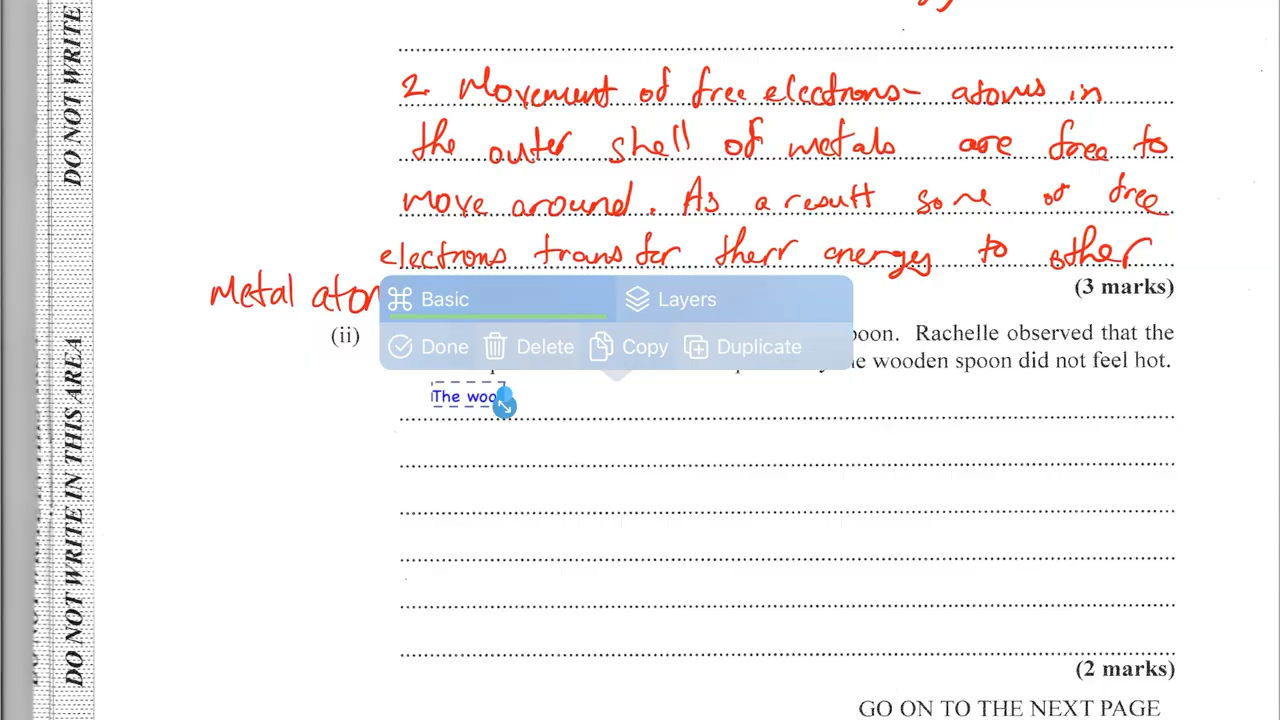 DO NOT WRITE
2. Movement of free electrons- atoms in
the outer shell of metals are free to
move around. As a result some of free
electrons transfer therr energy to other
Metal atom
(3 marks)
Basic
Layers
(ii)
poon. Rachelle observed that the
Done
Delete
Copy
Duplicate
e wooden spoon did not feel hot.
The woo
DO NOT WRITE IN THIS AREA
(2 marks)
GO ON TO THE NEXT PAGE